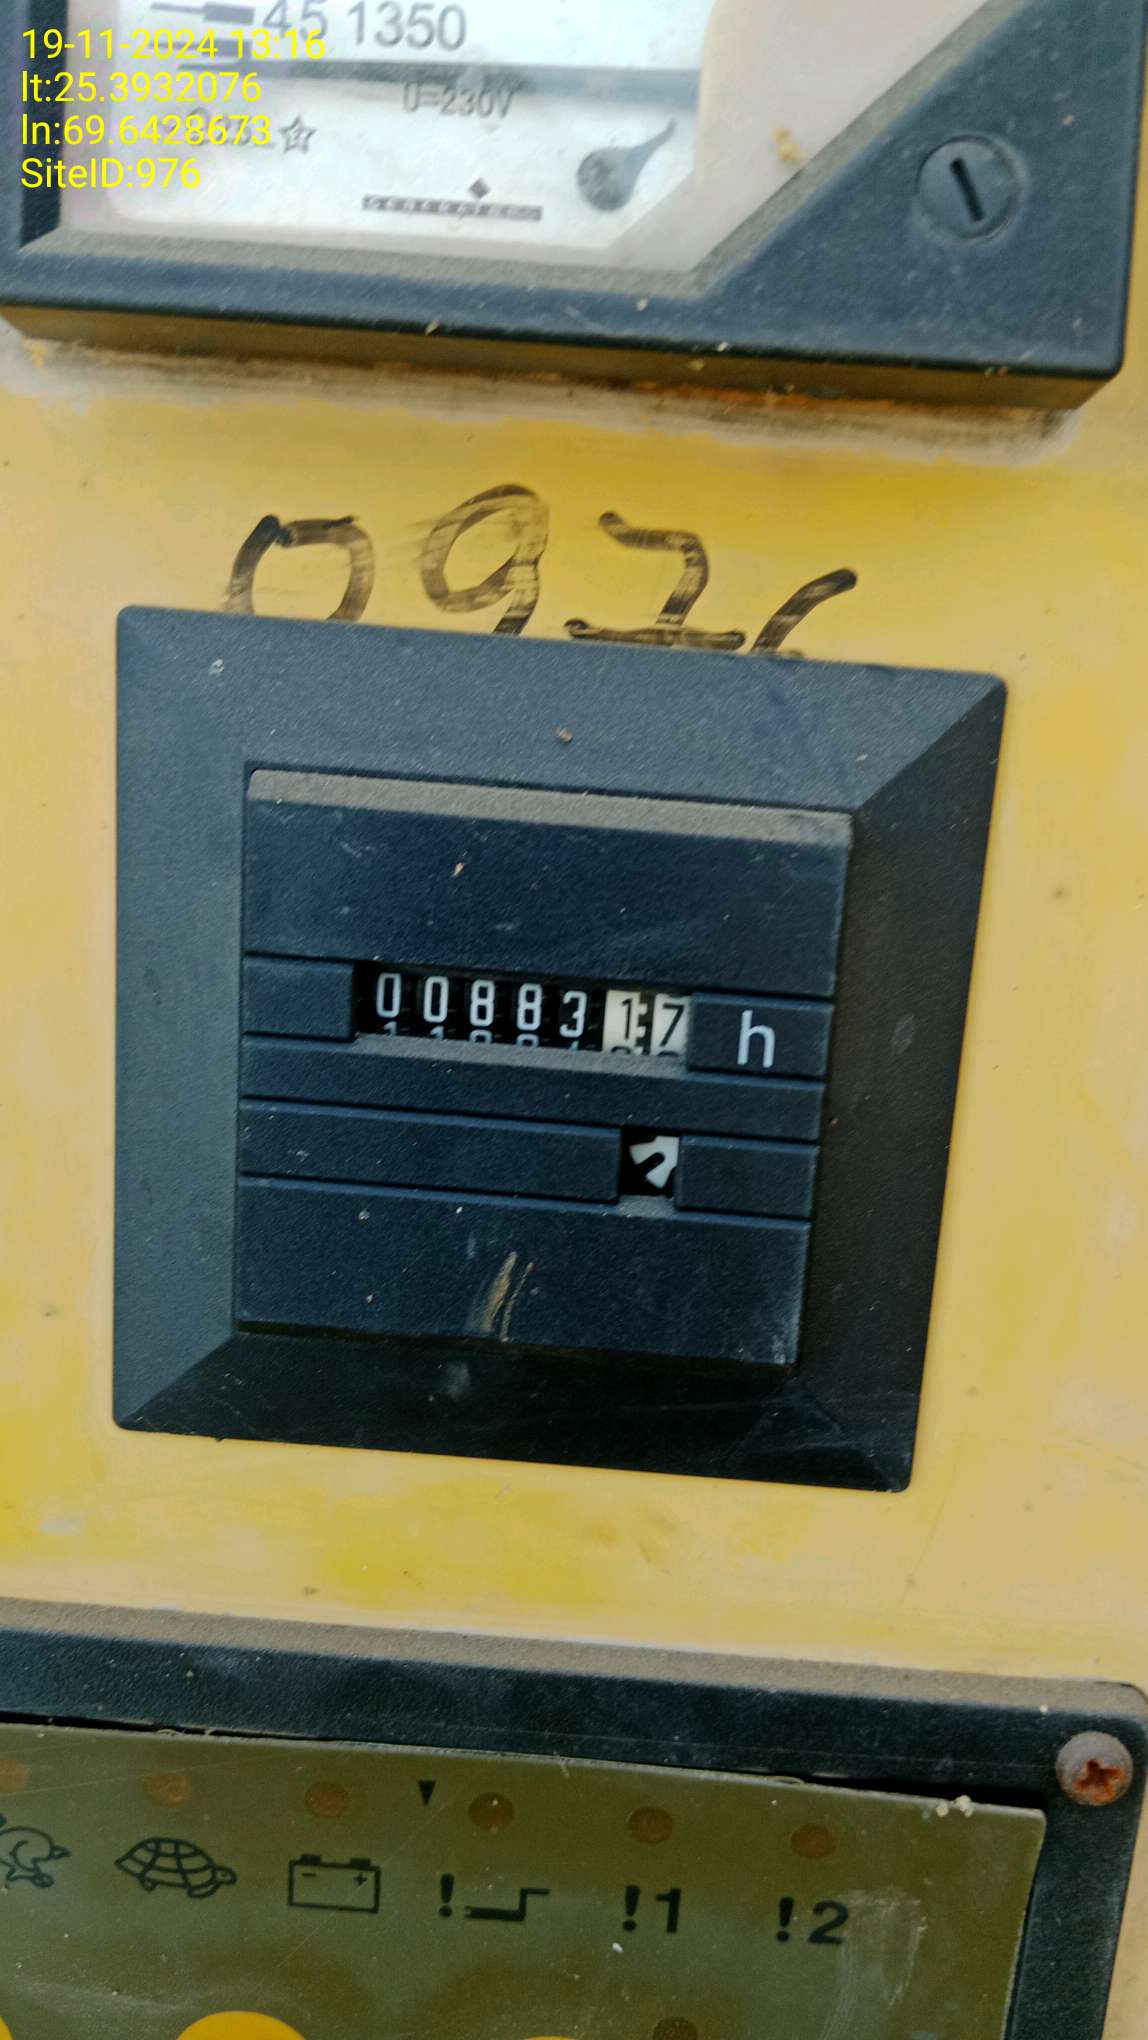 19-11-2024 13:16
lt:25.3932076
ln:69.6428673
SiteID:976
45 1350
U=230V
GENERATORS
0976
0088317
h
!
!1
!2